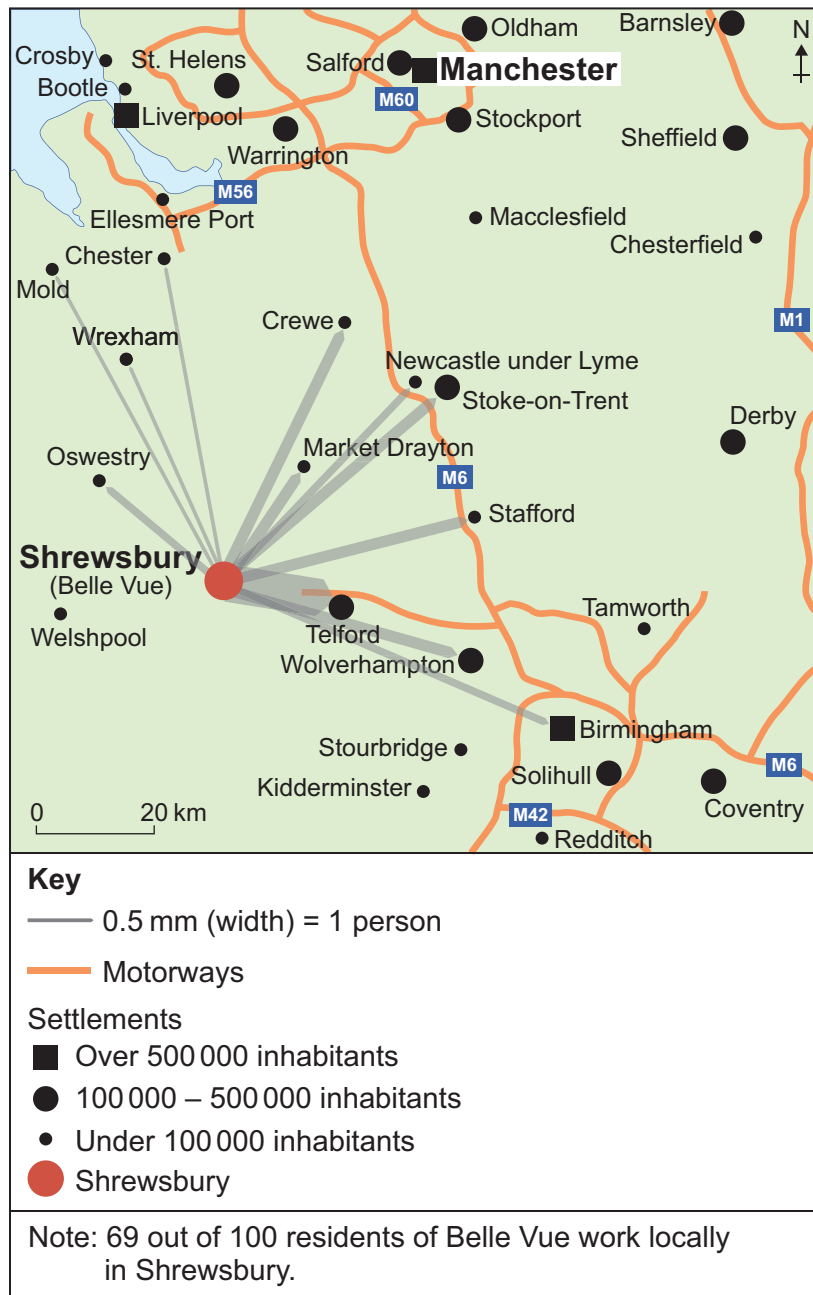 Oldham
Barnsley
N
Crosby
St. Helens
Salford
Manchester
Bootle
M60
Liverpool
Stockport
Warrington
Sheffield
M56
Ellesmere Port
Macclesfield
Chester
Chesterfield
Mold
Crewe
M1
Wrexham
Newcastle under Lyme
Stoke-on-Trent
Derby
Oswestry
Market Drayton
M6
Stafford
Shrewsbury
(Belle Vue)
Tamworth
Welshpool
Telford
Wolverhampton
Birmingham
Stourbridge
M6
Solihull
Kidderminster
Coventry
0 20 km
M42
Redditch
Key
0.5 mm (width) = 1 person
Motorways
Settlements
Over 500 000 inhabitants
100 000 – 500 000 inhabitants
Under 100 000 inhabitants
Shrewsbury
Note: 69 out of 100 residents of Belle Vue work locally
in Shrewsbury.